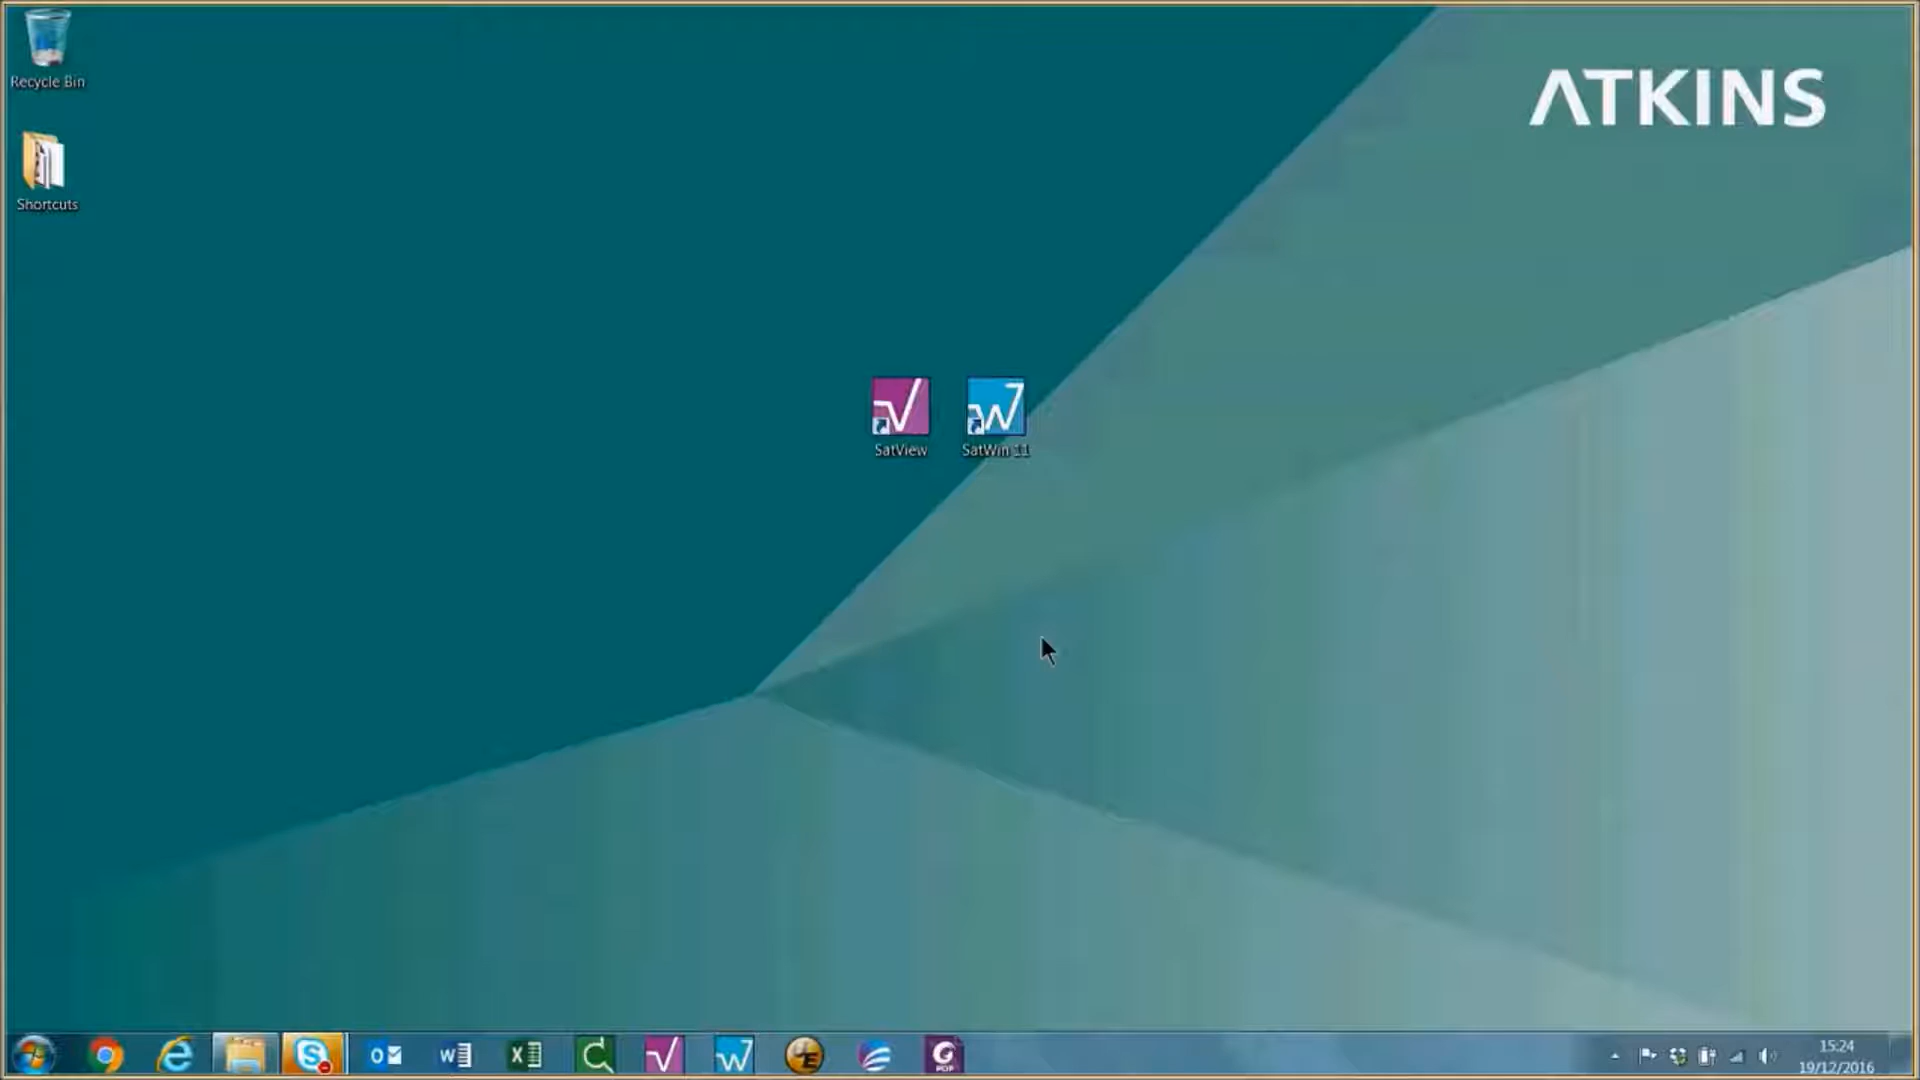 Recycle Bin
ATKINS
Shortcuts
SatView
SatWin 11
15:24
19/12/2016